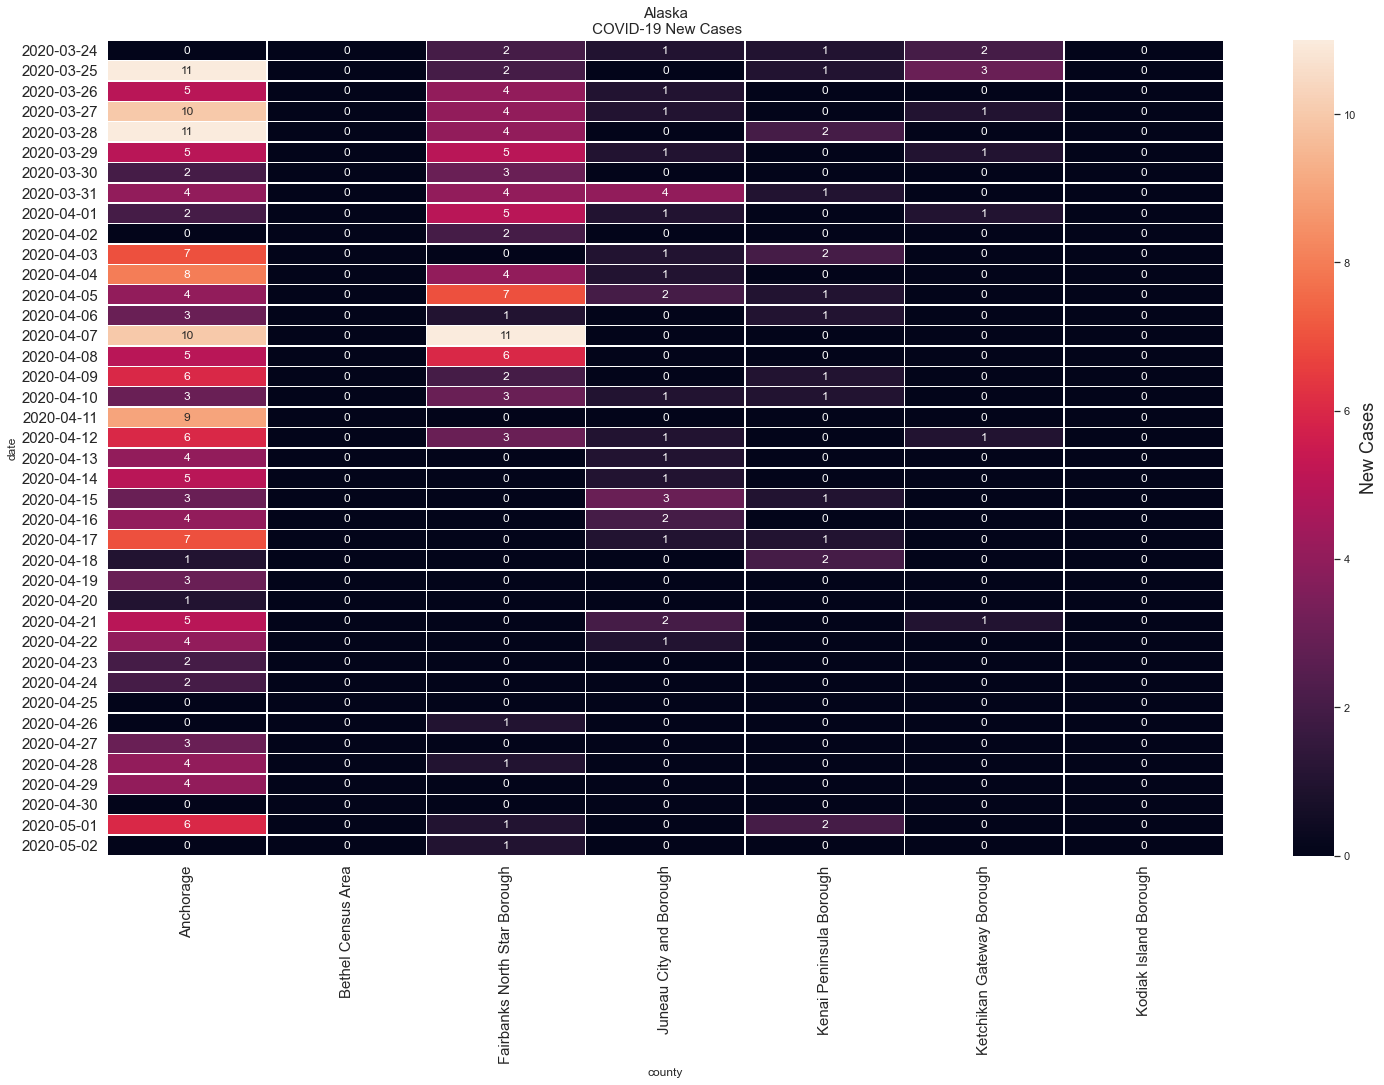 Alaska
COVID-19 New Cases
2020-03-24 0 0 2 1 1 2 0
2020-03-25 11 0 2 0 1 3 0
2020-03-26 5 0 4 1 0 0 0
2020-03-27 10 0 4 1 0 1 0
2020-03-28 11 0 4 0 2 0 0
2020-03-29 5 0 5 1 0 1 0
2020-03-30 2 0 3 0 0 0 0
2020-03-31 4 0 4 4 1 0 0
2020-04-01 2 0 5 1 0 1 0
2020-04-02 0 0 2 0 0 0 0
2020-04-03 7 0 0 1 2 0 0
2020-04-04 8 0 4 1 0 0 0
2020-04-05 4 0 7 2 1 0 0
2020-04-06 3 0 1 0 1 0 0
2020-04-07 10 0 11 0 0 0 0
2020-04-08 5 0 6 0 0 0 0
2020-04-09 6 0 2 0 1 0 0
2020-04-10 3 0 3 1 1 0 0
2020-04-11 9 0 0 0 0 0 0
2020-04-12 6 0 3 1 0 1 0
2020-04-13 4 0 0 1 0 0 0
2020-04-14 5 0 0 1 0 0 0
2020-04-15 3 0 0 3 1 0 0
2020-04-16 4 0 0 2 0 0 0
2020-04-17 7 0 0 1 1 0 0
2020-04-18 1 0 0 0 2 0 0
2020-04-19 3 0 0 0 0 0 0
2020-04-20 1 0 0 0 0 0 0
2020-04-21 5 0 0 2 0 1 0
2020-04-22 4 0 0 1 0 0 0
2020-04-23 2 0 0 0 0 0 0
2020-04-24 2 0 0 0 0 0 0
2020-04-25 0 0 0 0 0 0 0
2020-04-26 0 0 1 0 0 0 0
2020-04-27 3 0 0 0 0 0 0
2020-04-28 4 0 1 0 0 0 0
2020-04-29 4 0 0 0 0 0 0
2020-04-30 0 0 0 0 0 0 0
2020-05-01 6 0 1 0 2 0 0
2020-05-02 0 0 1 0 0 0 0
date
Anchorage
Bethel Census Area
Fairbanks North Star Borough
Juneau City and Borough
Kenai Peninsula Borough
Ketchikan Gateway Borough
Kodiak Island Borough
county
10
8
6
4
2
0
New Cases